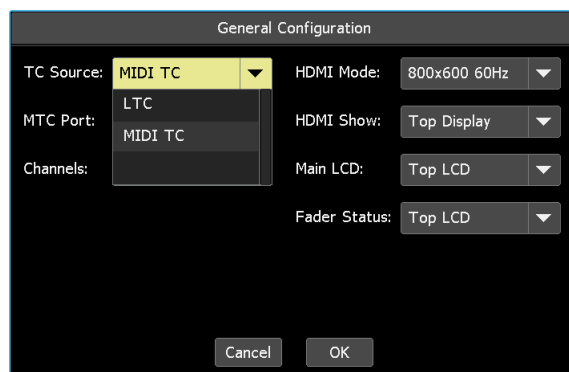 General Configuration
TC Source: MIDI TC HDMI Mode: 800x600 60Hz
LTC
MTC Port: HDMI Show: Top Display
MIDI TC
Channels: Main LCD: Top LCD
Fader Status: Top LCD
Cancel OK